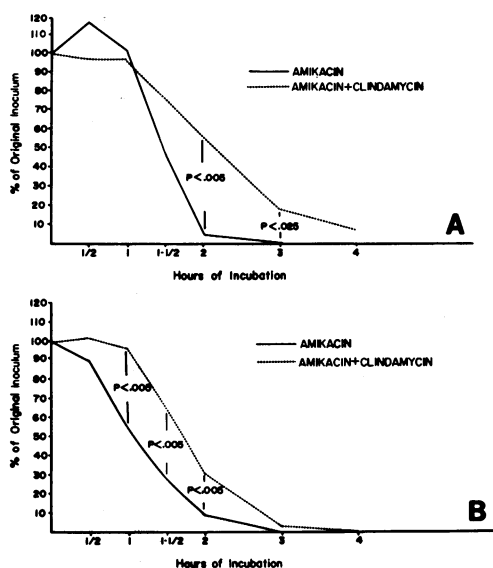 120
110
100
90
80
70
60
50
40
30
20
10
% of Original Inoculum
AMIKACIN
AMIKACIN+CLINDAMYCIN
P<.005
P<.025
A
1/2 1 1-1/2 2 3 4
Hours of Incubation
120
110
100
90
80
70
60
50
40
30
20
10
% of Original Inoculum
AMIKACIN
AMIKACIN+CLINDAMYCIN
P<.005
P<.005
P<.005
B
1/2 1 1-1/2 2 3 4
Hours of Incubation